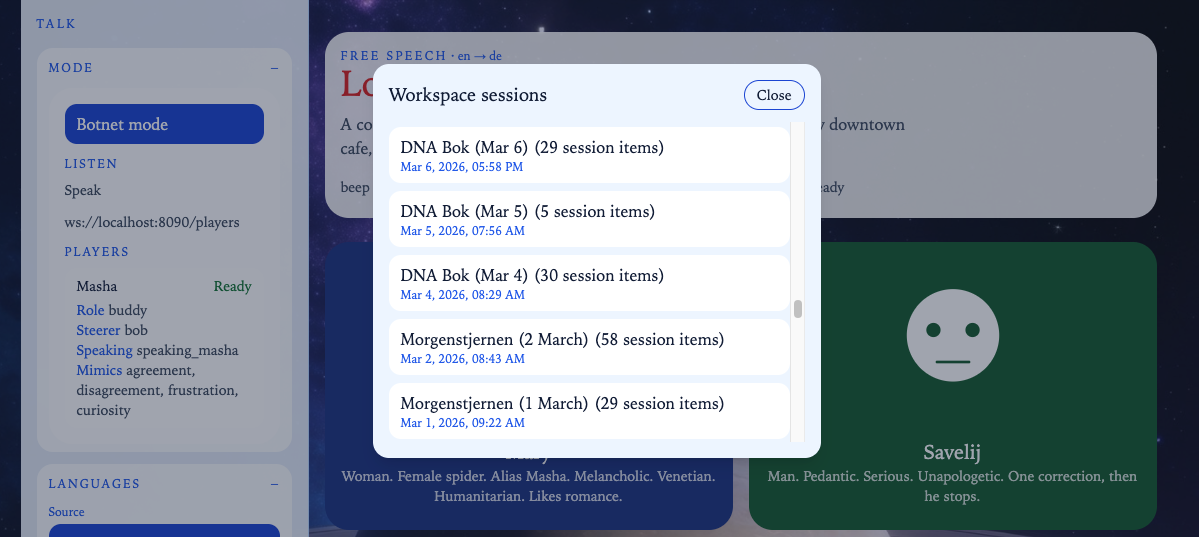 TALK
MODE
–
Botnet mode
LISTEN
Speak
ws://localhost:8090/players
PLAYERS
Masha Ready
Role buddy
Steerer bob
Speaking speaking_masha
Mimics agreement,
disagreement, frustration,
curiosity
LANGUAGES
–
Source
FREE SPEECH · en → de
A
downtown
cafe,
beep
Workspace sessions
Close
DNA Bok (Mar 6) (29 session items)
Mar 6, 2026, 05:58 PM
DNA Bok (Mar 5) (5 session items)
Mar 5, 2026, 07:56 AM
DNA Bok (Mar 4) (30 session items)
Mar 4, 2026, 08:29 AM
Morgenstjernen (2 March) (58 session items)
Mar 2, 2026, 08:43 AM
Morgenstjernen (1 March) (29 session items)
Mar 1, 2026, 09:22 AM
Woman. Female spider. Alias Masha. Melancholic. Venetian.
Humanitarian. Likes romance.
Savelij
Man. Pedantic. Serious. Unapologetic. One correction, then
he stops.